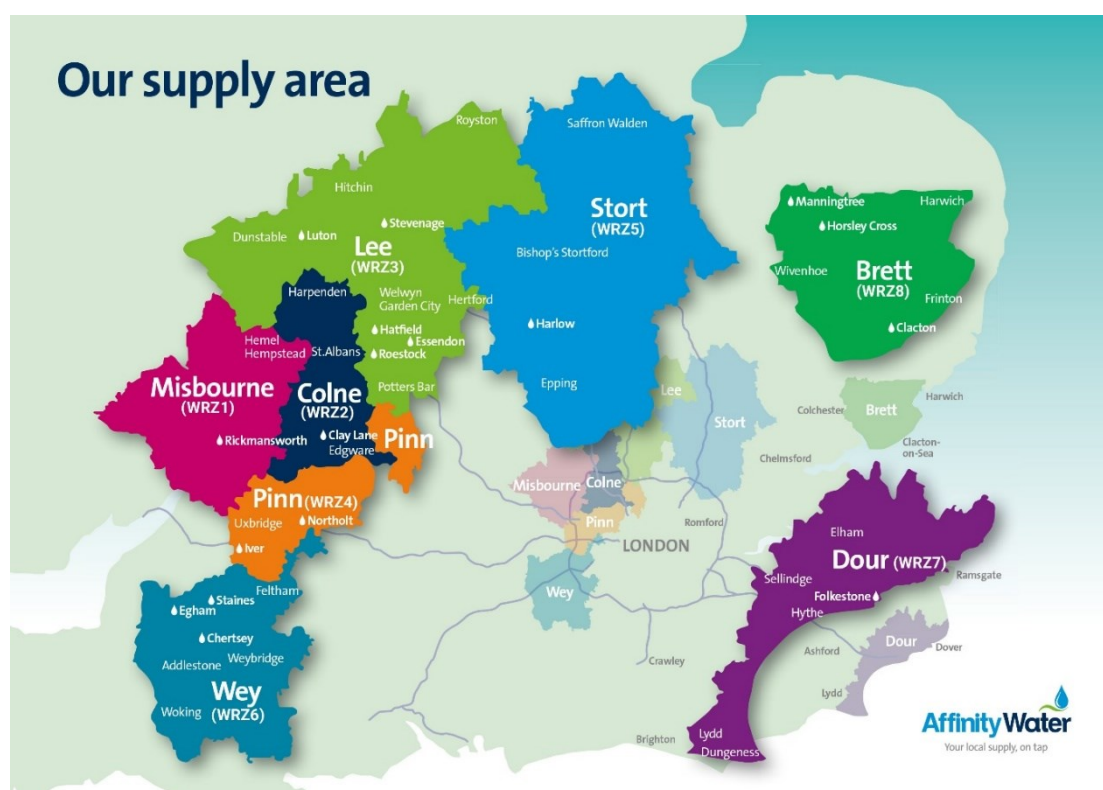 Our supply area
Royston
Saffron Walden
Hitchin
Stevenage
Dunstable
Luton
Lee
(WRZ3)
Stort
(WRZ5)
Bishop's Stortford
Manningtree
Harwich
Horsley Cross
Wivenhoe
Brett
(WRZ8)
Frinton
Clacton
Harpenden
Welwyn
Garden City
Hertford
Hatfield
Essendon
Roestock
Harlow
Hemel
Hempstead
St.Albans
Misbourne
(WRZ1)
Colne
(WRZ2)
Potters Bar
Epping
Rickmansworth
Clay Lane
Edgware
Pinn
Pinn (WRZ4)
Uxbridge
Northolt
Iver
Lee
Stort
Colchester
Brett
Harwich
Clacton-
on-Sea
Chelmsford
Misbourne
Colne
Pinn
Romford
LONDON
Wey
Feltham
Staines
Egham
Chertsey
Addlestone
Weybridge
Wey
(WRZ6)
Woking
Elham
Dour (WRZ7)
Sellindge
Ramsgate
Folkestone
Hythe
Crawley
Ashford
Dour
Dover
Lydd
Brighton
Lydd
Dungeness
Affinity Water
Your local supply, on tap